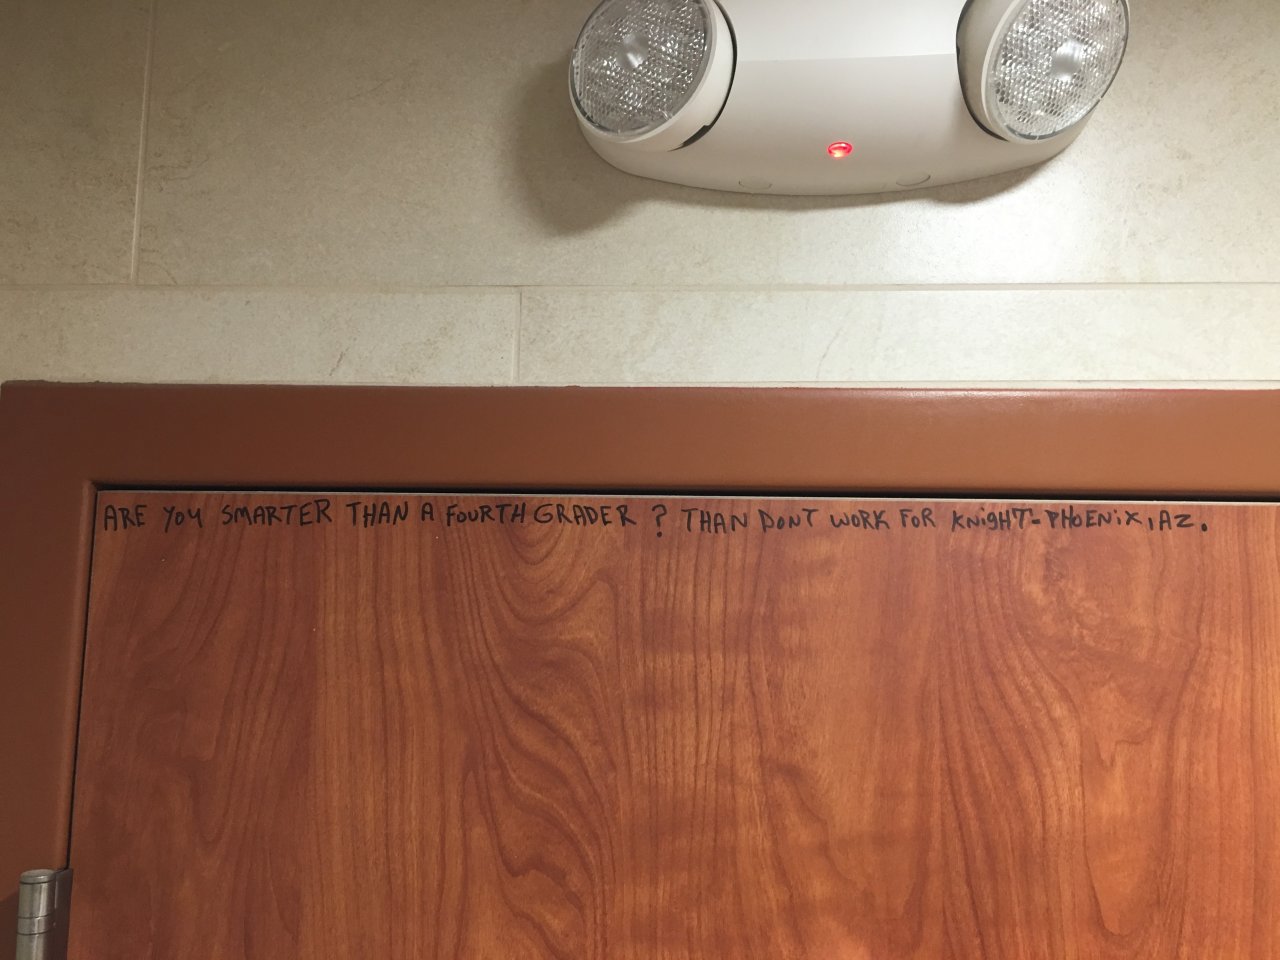 ARE YOU SMARTER THAN A FOURTH GRADER ? THAN DONT WORK FOR KNiGHT-PHOENiX, AZ.